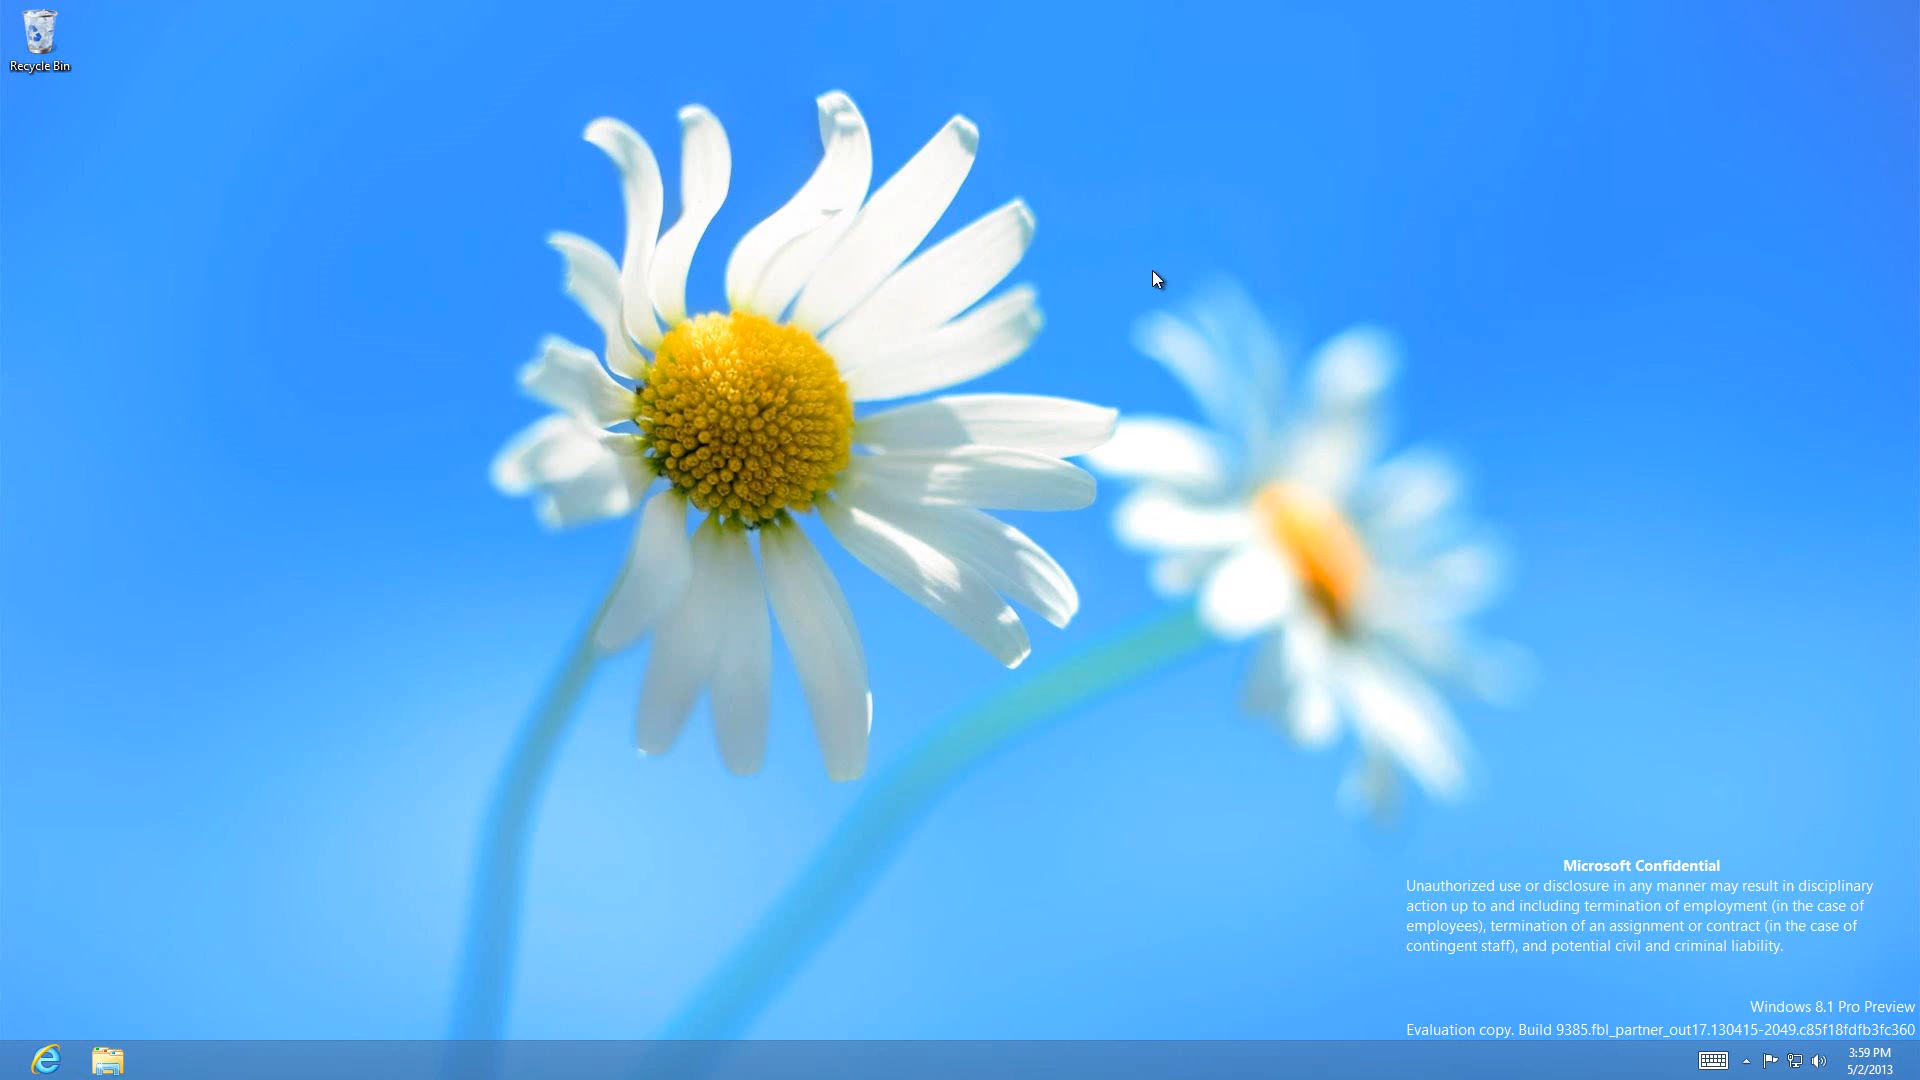 Recycle Bin
Microsoft Confidential
Unauthorized use or disclosure in any manner may result in disciplinary
action up to and including termination of employment (in the case of
employees), termination of an assignment or contract (in the case of
contingent staff), and potential civil and criminal liability.
Windows 8.1 Pro Preview
Evaluation copy. Build 9385.fbl_partner_out17.130415-2049.c85f18fdfb3fc360
3:59 PM
5/2/2013